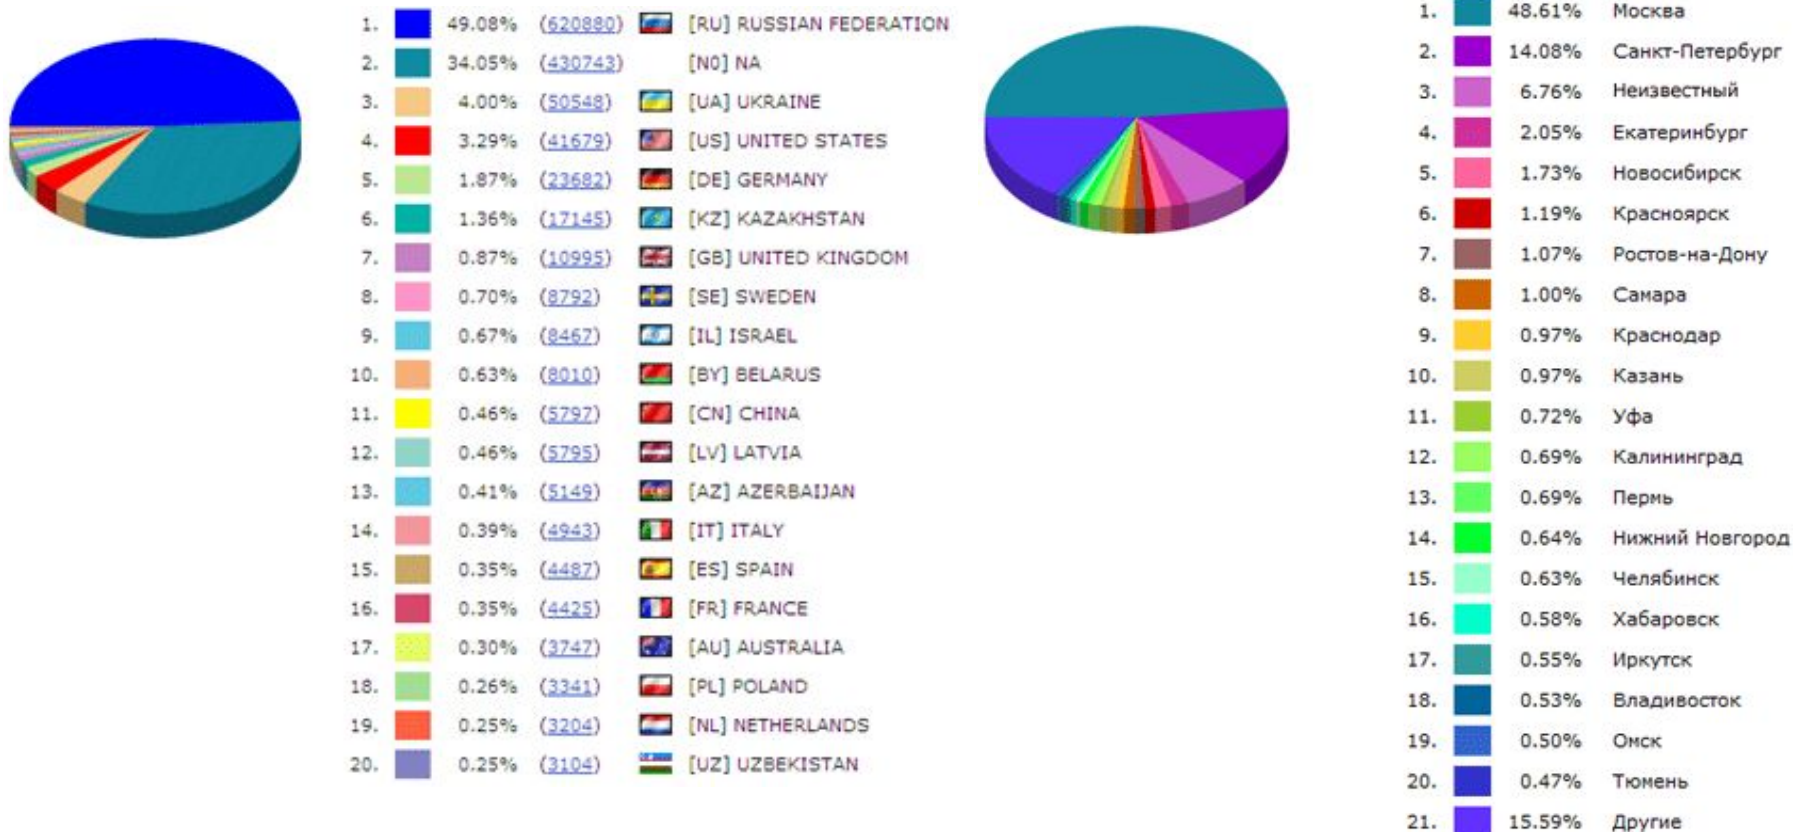 1. 49.08% (620880) [RU] RUSSIAN FEDERATION
2. 34.05% (430743) [N0] NA
3. 4.00% (50548) [UA] UKRAINE
4. 3.29% (41679) [US] UNITED STATES
5. 1.87% (23682) [DE] GERMANY
6. 1.36% (17145) [KZ] KAZAKHSTAN
7. 0.87% (10995) [GB] UNITED KINGDOM
8. 0.70% (8792) [SE] SWEDEN
9. 0.67% (8467) [IL] ISRAEL
10. 0.63% (8010) [BY] BELARUS
11. 0.46% (5797) [CN] CHINA
12. 0.46% (5795) [LV] LATVIA
13. 0.41% (5149) [AZ] AZERBAIJAN
14. 0.39% (4943) [IT] ITALY
15. 0.35% (4487) [ES] SPAIN
16. 0.35% (4425) [FR] FRANCE
17. 0.30% (3747) [AU] AUSTRALIA
18. 0.26% (3341) [PL] POLAND
19. 0.25% (3204) [NL] NETHERLANDS
20. 0.25% (3104) [UZ] UZBEKISTAN
1. 48.61% Москва
2. 14.08% Санкт-Петербург
3. 6.76% Неизвестный
4. 2.05% Екатеринбург
5. 1.73% Новосибирск
6. 1.19% Красноярск
7. 1.07% Ростов-на-Дону
8. 1.00% Самара
9. 0.97% Краснодар
10. 0.97% Казань
11. 0.72% Уфа
12. 0.69% Калининград
13. 0.69% Пермь
14. 0.64% Нижний Новгород
15. 0.63% Челябинск
16. 0.58% Хабаровск
17. 0.55% Иркутск
18. 0.53% Владивосток
19. 0.50% Омск
20. 0.47% Тюмень
21. 15.59% Другие